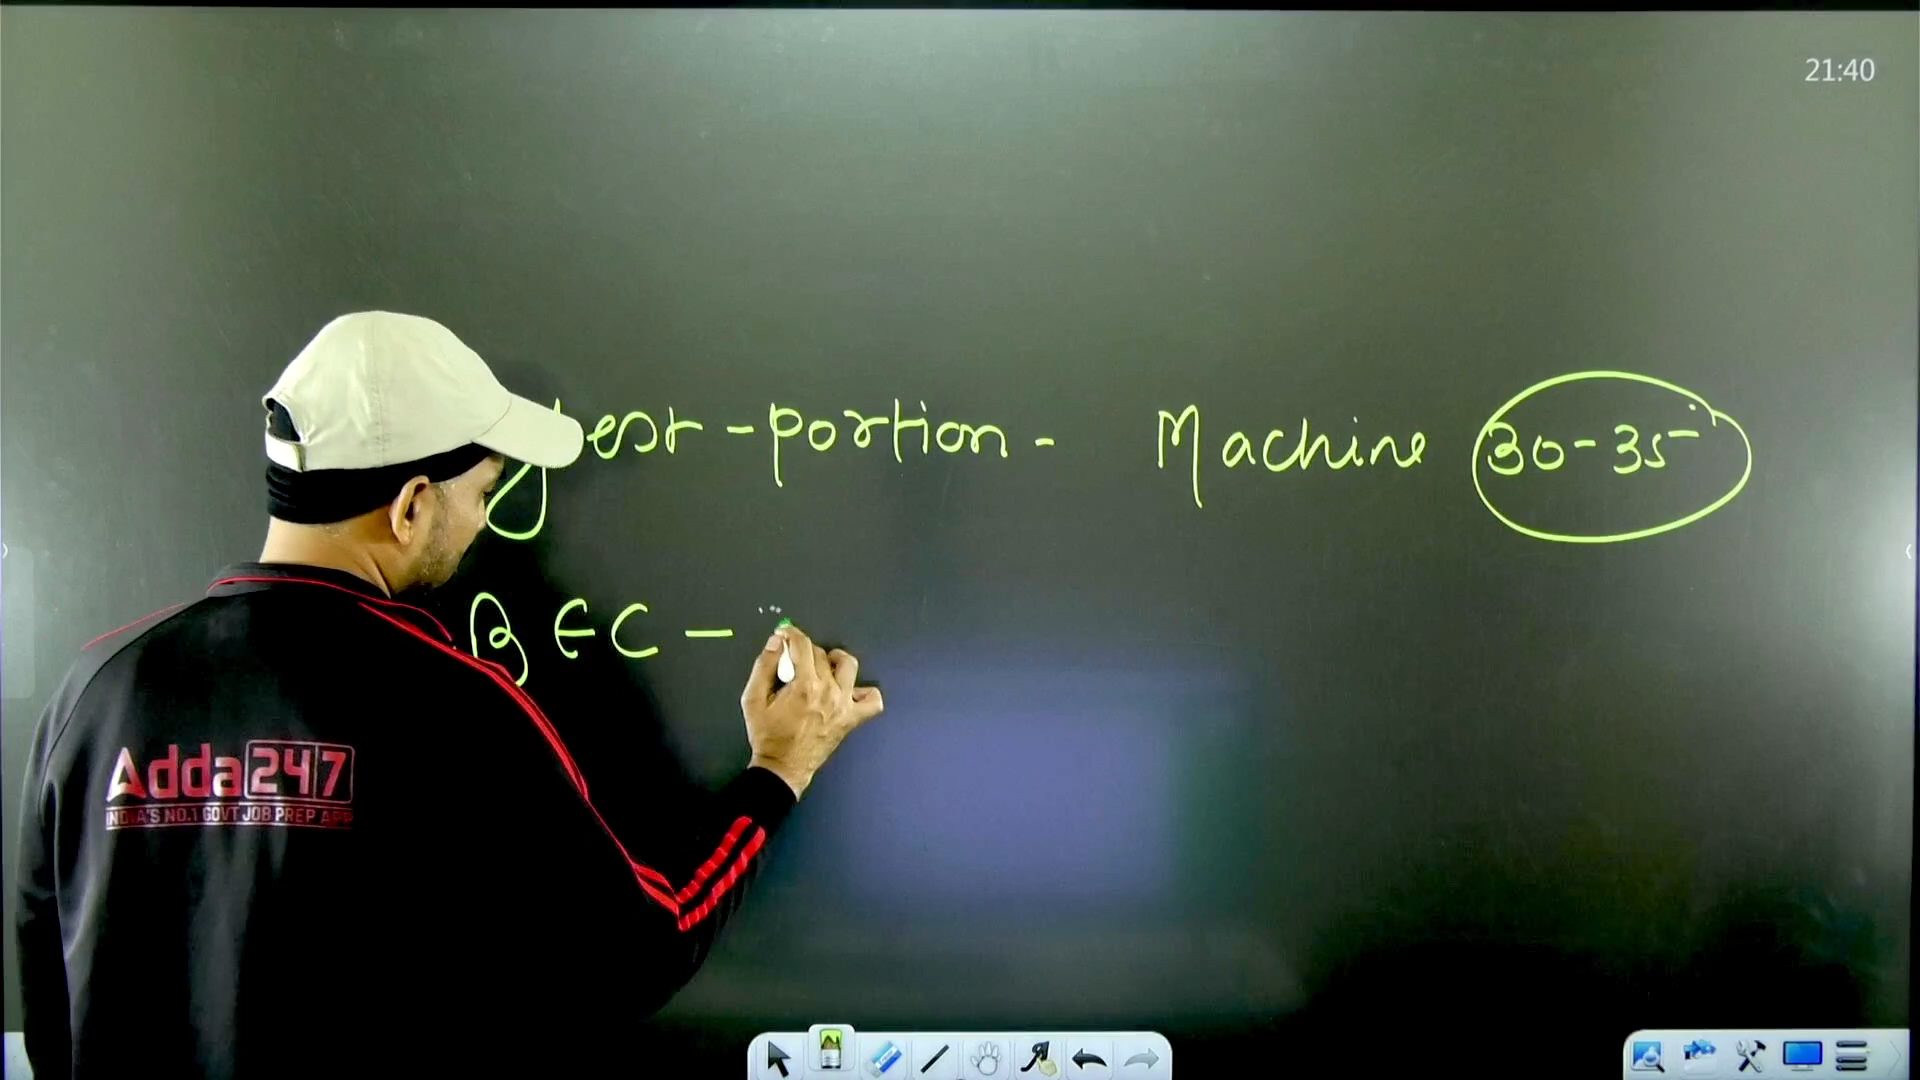 21:40
est - portion - Machine 30-35
BEC -
Adda247
INDIA'S NO.1 GOVT JOB PREP APP